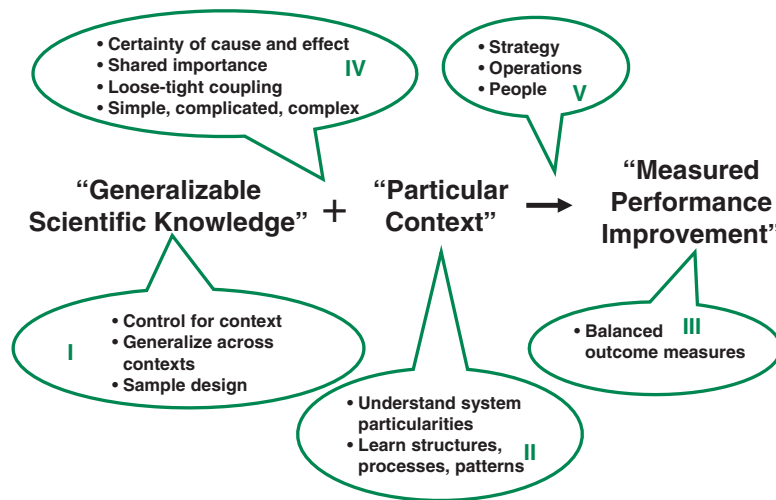 • Certainty of cause and effect
• Shared importance
• Loose-tight coupling
• Simple, complicated, complex
IV
• Strategy
• Operations
• People
V
“Generalizable
Scientific Knowledge”
+
“Particular
Context”
“Measured
Performance
Improvement”
I
• Control for context
• Generalize across
contexts
• Sample design
• Understand system
particularities
• Learn structures,
processes, patterns
II
• Balanced
outcome measures
III